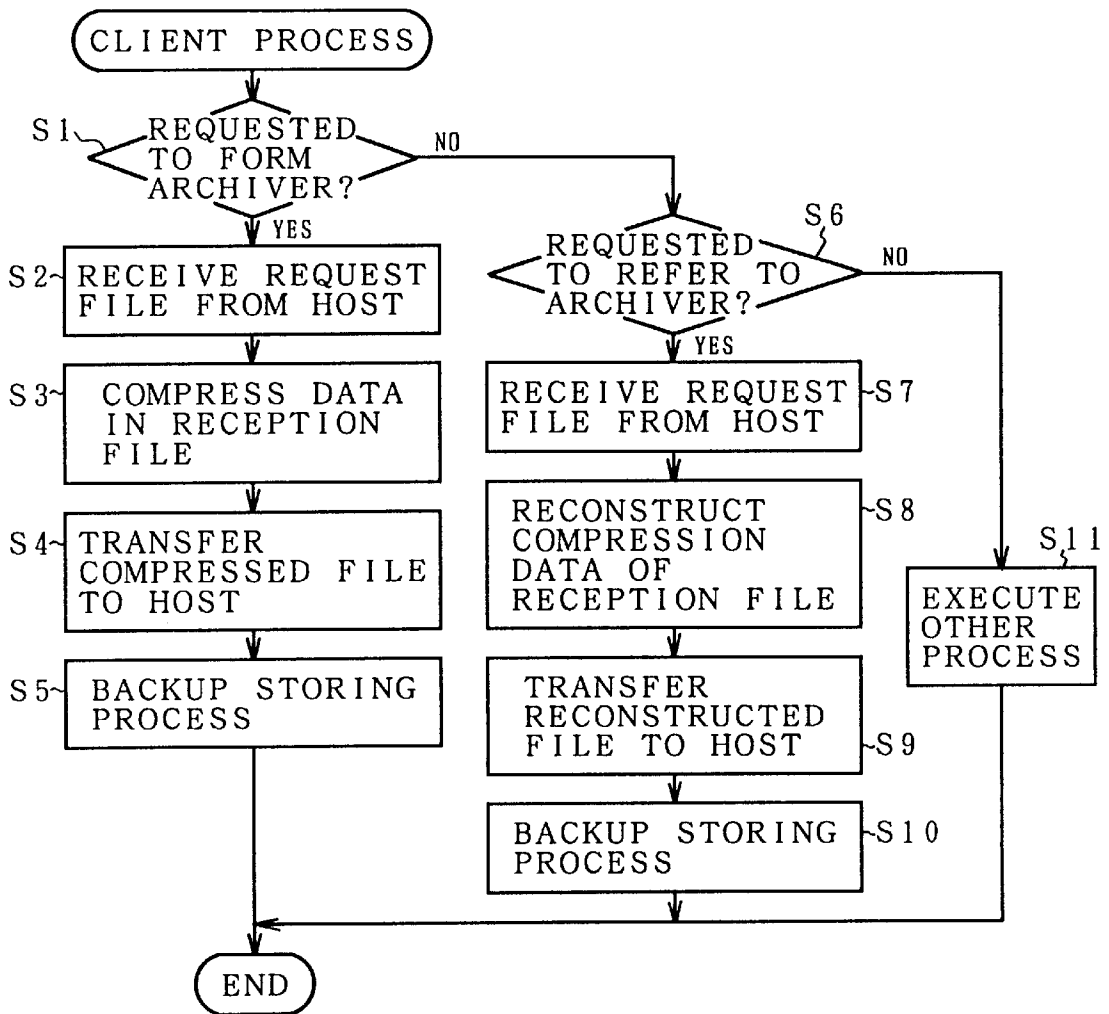 CLIENT PROCESS
S1
REQUESTED
TO FORM
ARCHIVER?
NO
YES
S2
RECEIVE REQUEST
FILE FROM HOST
S3
COMPRESS DATA
IN RECEPTION
FILE
S4
TRANSFER
COMPRESSED FILE
TO HOST
S5
BACKUP STORING
PROCESS
S6
REQUESTED
TO REFER TO
ARCHIVER?
NO
YES
RECEIVE REQUEST
FILE FROM HOST
S7
RECONSTRUCT
COMPRESSION
DATA OF
RECEPTION FILE
S8
TRANSFER
RECONSTRUCTED
FILE TO HOST
S9
BACKUP STORING
PROCESS
S10
S11
EXECUTE
OTHER
PROCESS
END